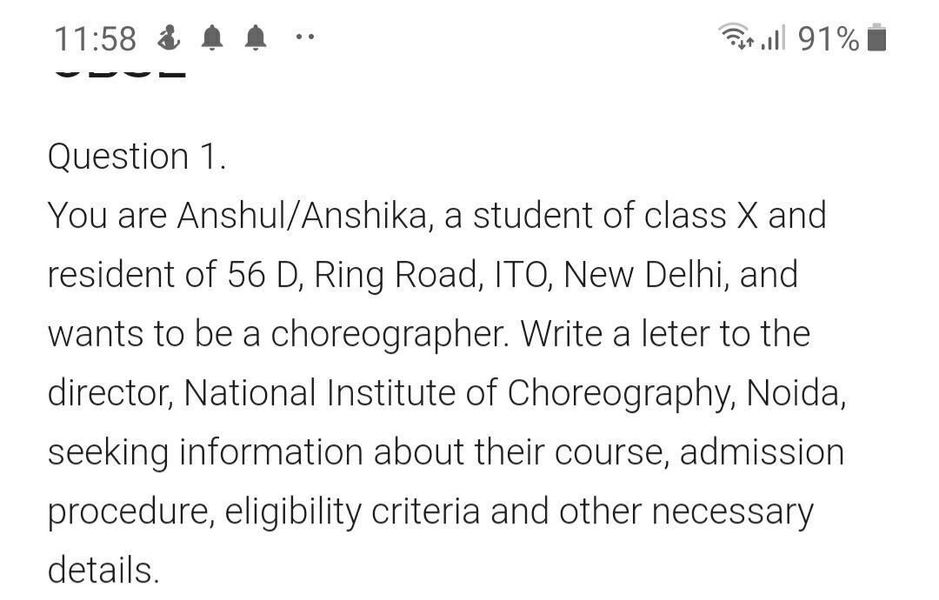 11:58
91%
Question 1.
You are Anshul/Anshika, a student of class X and
resident of 56 D, Ring Road, ITO, New Delhi, and
wants to be a choreographer. Write a leter to the
director, National Institute of Choreography, Noida,
seeking information about their course, admission
procedure, eligibility criteria and other necessary
details.